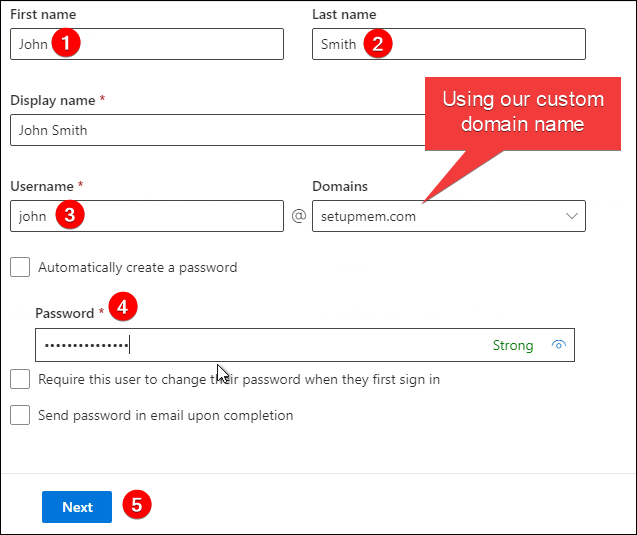 First name
Last name
John 1
Smith 2
Using our custom
domain name
Display name *
John Smith
Username *
Domains
john 3
@
setupmem.com
Automatically create a password
Password * 4
•••••••••••••••
Strong
Require this user to change their password when they first sign in
Send password in email upon completion
Next 5